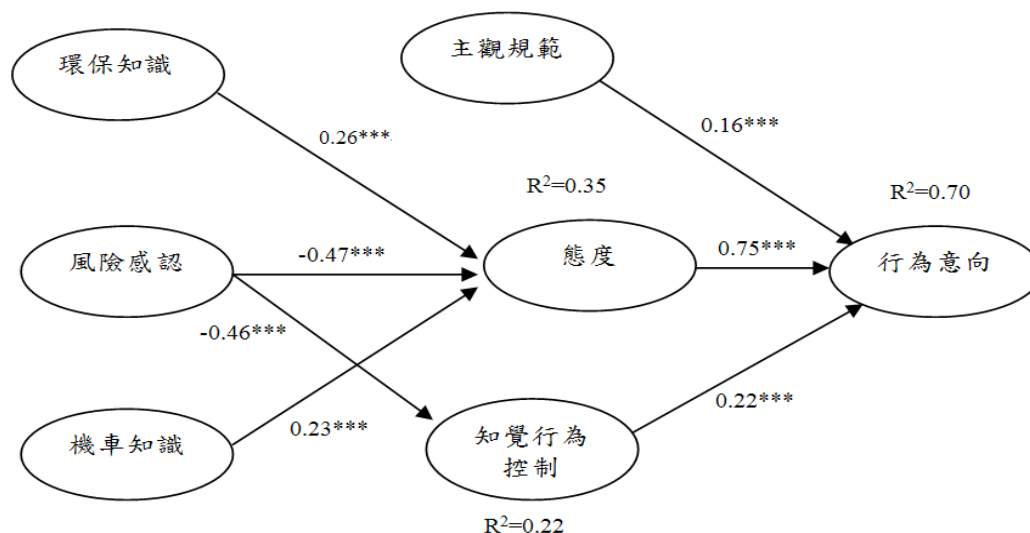 主觀規範
環保知識
0.26***
0.16***
R²=0.35
R²=0.70
風險感認
-0.47***
態度
0.75***
行為意向
-0.46***
機車知識
0.23***
知覺行為
控制
0.22***
R²=0.22